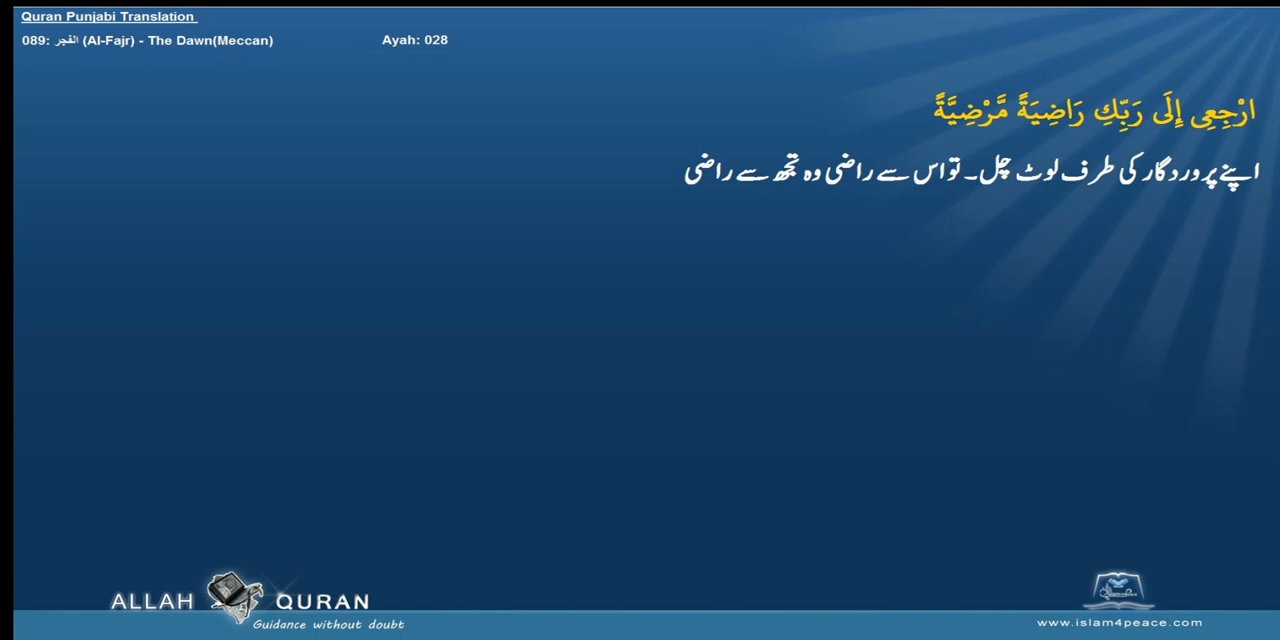 Quran Punjabi Translation
089: الفجر (Al-Fajr) - The Dawn(Meccan) Ayah: 028
ارْجِعِي إِلَى رَبِّكِ رَاضِيَةً مَّرْضِيَّةً
اپنے پروردگار کی طرف لوٹ چل۔ تو اس سے راضی وہ تجھ سے راضی
ALLAH QURAN
Guidance without doubt
www.islam4peace.com